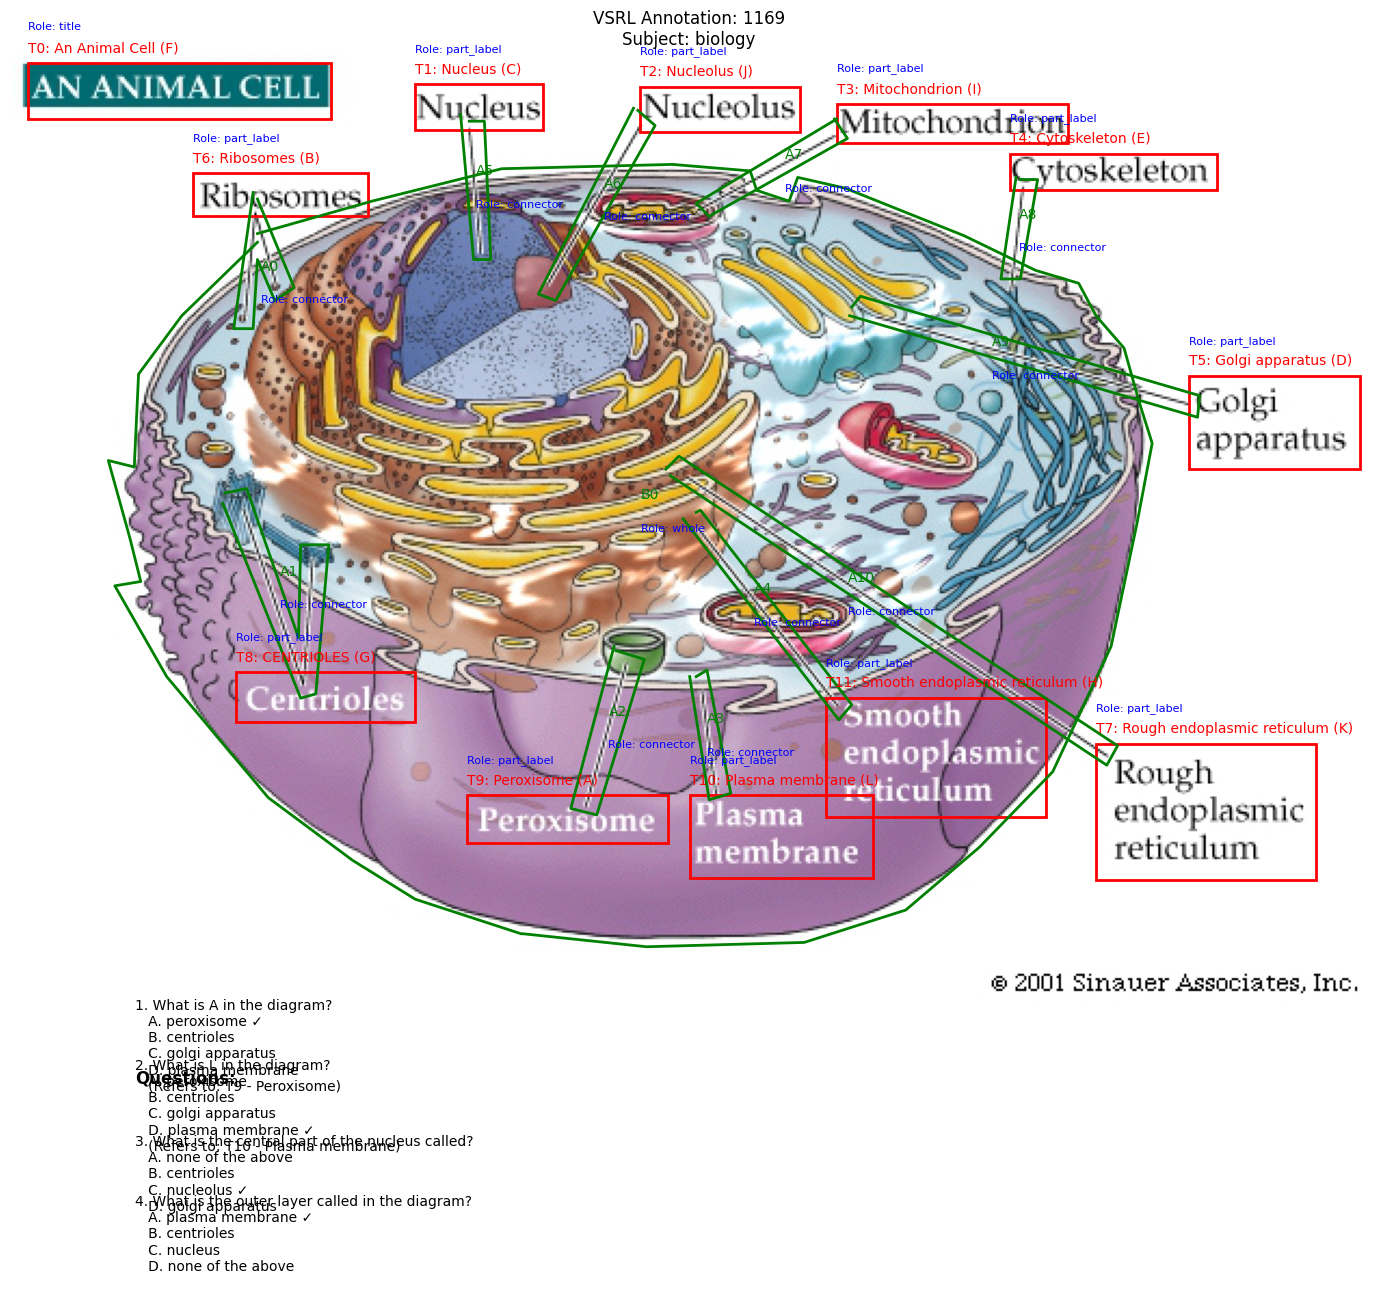 VSRL Annotation: 1169
Subject: biology
Role: title
T0: An Animal Cell (F)
AN ANIMAL CELL
Role: part_label
T1: Nucleus (C)
Nucleus
Role: part_label
T2: Nucleolus (J)
Nucleolus
Role: part_label
T3: Mitochondrion (I)
Mitochondrion
Role: part_label
T4: Cytoskeleton (E)
Cytoskeleton
Role: part_label
T6: Ribosomes (B)
Ribosomes
A5
Role: connector
A6
Role: connector
A7
Role: connector
A8
Role: connector
A0
Role: connector
A9
Role: connector
Role: part_label
T5: Golgi apparatus (D)
Golgi
apparatus
B0
Role: whole
A1
Role: connector
A4
Role: connector
A10
Role: connector
Role: part_label
T8: CENTRIOLES (G)
Centrioles
A2
Role: connector
A3
Role: connector
Role: part_label
T11: Smooth endoplasmic reticulum (H)
Smooth
endoplasmic
reticulum
Role: part_label
T7: Rough endoplasmic reticulum (K)
Rough
endoplasmic
reticulum
Role: part_label
T9: Peroxisome (A)
Peroxisome
Role: part_label
T10: Plasma membrane (L)
Plasma
membrane
© 2001 Sinauer Associates, Inc.
Questions:
1. What is A in the diagram?
A. peroxisome ✓
B. centrioles
C. golgi apparatus
D. plasma membrane
(Refers to: T9 - Peroxisome)
2. What is L in the diagram?
A. peroxisome
B. centrioles
C. golgi apparatus
D. plasma membrane ✓
(Refers to: T10 - Plasma membrane)
3. What is the central part of the nucleus called?
A. none of the above
B. centrioles
C. nucleolus ✓
D. golgi apparatus
4. What is the outer layer called in the diagram?
A. plasma membrane ✓
B. centrioles
C. nucleus
D. none of the above